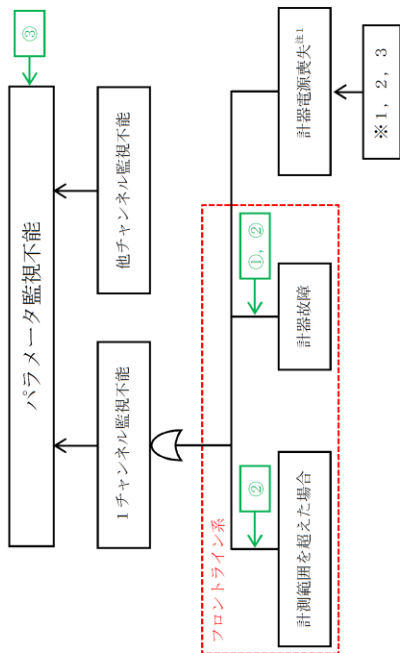 ③
パラメータ監視不能
1チャンネル監視不能
他チャンネル監視不能
フロントライン系
②
①，②
計測範囲を超えた場合
計器故障
計器電源喪失注1
※1，2，3